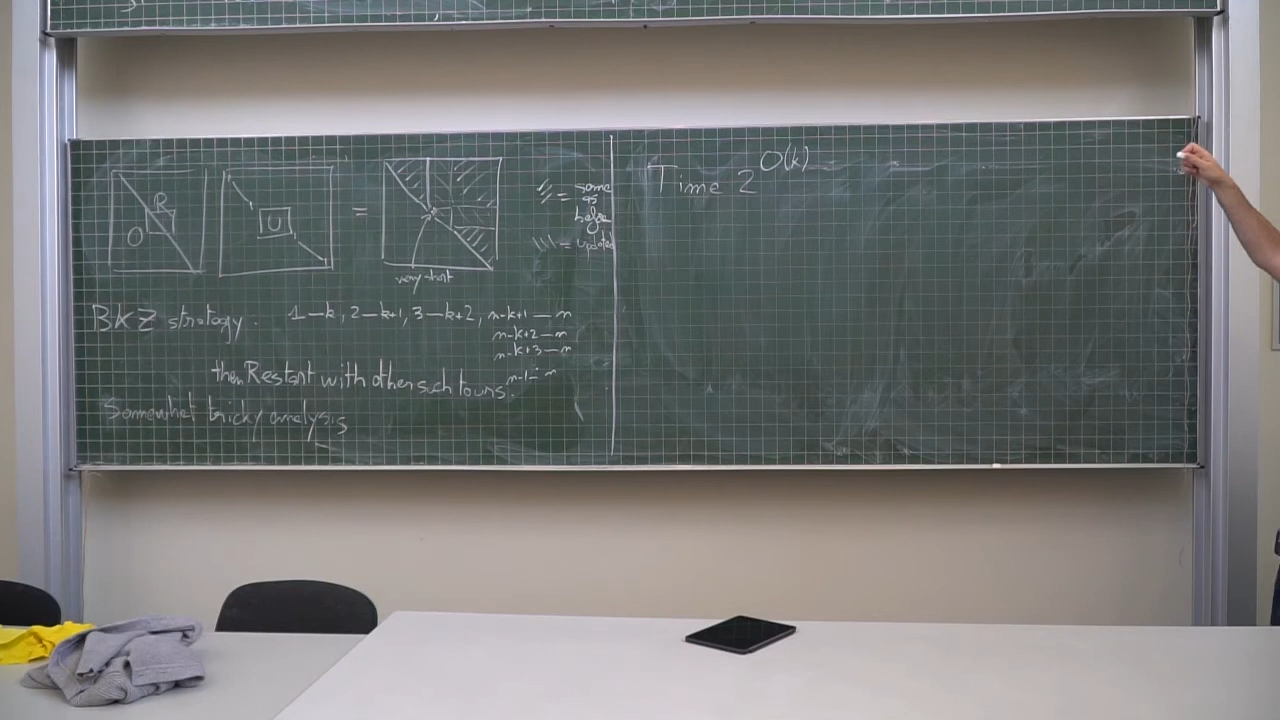 R
O
U
=
very short
= same
as
before
= updated
BKZ strategy. 1—k, 2—k+1, 3—k+2, n-k+1 — n
n-k+2 — n
n-k+3 — n
n-1 — n
then Restart with other such tours.
Somewhat tricky analysis
Time 2^O(k)